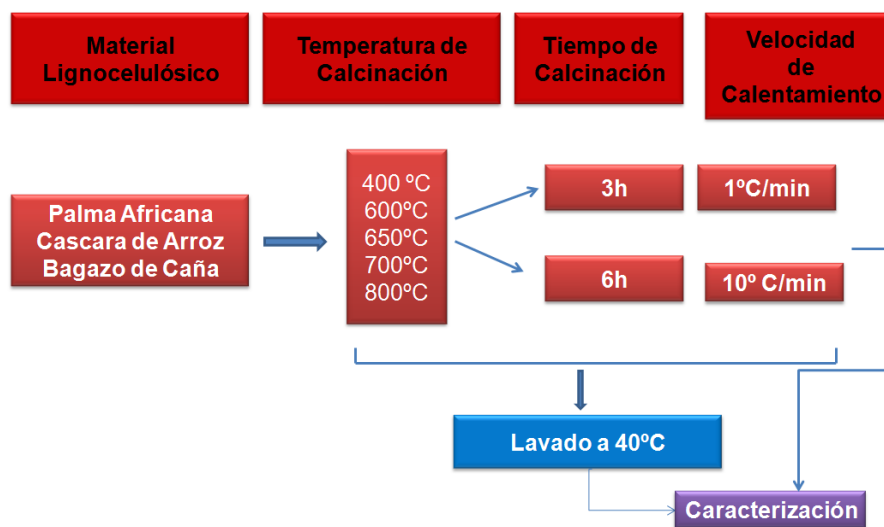 Material
Lignocelulósico
Temperatura de
Calcinación
Tiempo de
Calcinación
Velocidad
de
Calentamiento
Palma Africana
Cascara de Arroz
Bagazo de Caña
400 ºC
600ºC
650ºC
700ºC
800ºC
3h
1ºC/min
6h
10º C/min
Lavado a 40ºC
Caracterización